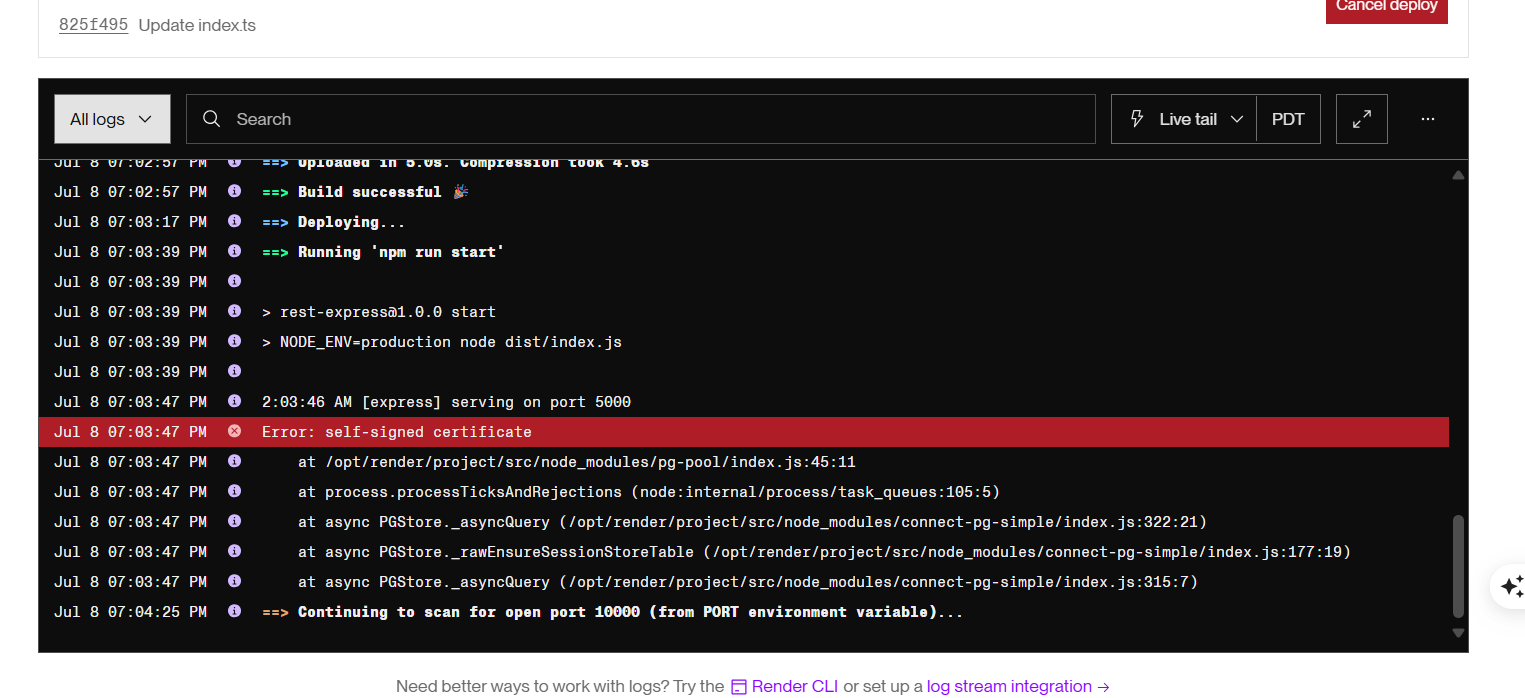 Cancel deploy
825f495 Update index.ts
All logs Search Live tail PDT ...
Jul 8 07:02:57 PM ==> Uploaded in 5.0s. Compression took 4.6s
Jul 8 07:02:57 PM ==> Build successful 🎉
Jul 8 07:03:17 PM ==> Deploying...
Jul 8 07:03:39 PM ==> Running 'npm run start'
Jul 8 07:03:39 PM
Jul 8 07:03:39 PM > rest-express@1.0.0 start
Jul 8 07:03:39 PM > NODE_ENV=production node dist/index.js
Jul 8 07:03:39 PM
Jul 8 07:03:47 PM 2:03:46 AM [express] serving on port 5000
Jul 8 07:03:47 PM Error: self-signed certificate
Jul 8 07:03:47 PM at /opt/render/project/src/node_modules/pg-pool/index.js:45:11
Jul 8 07:03:47 PM at process.processTicksAndRejections (node:internal/process/task_queues:105:5)
Jul 8 07:03:47 PM at async PGStore._asyncQuery (/opt/render/project/src/node_modules/connect-pg-simple/index.js:322:21)
Jul 8 07:03:47 PM at async PGStore._rawEnsureSessionStoreTable (/opt/render/project/src/node_modules/connect-pg-simple/index.js:177:19)
Jul 8 07:03:47 PM at async PGStore._asyncQuery (/opt/render/project/src/node_modules/connect-pg-simple/index.js:315:7)
Jul 8 07:04:25 PM ==> Continuing to scan for open port 10000 (from PORT environment variable)...
Need better ways to work with logs? Try the Render CLI or set up a log stream integration →